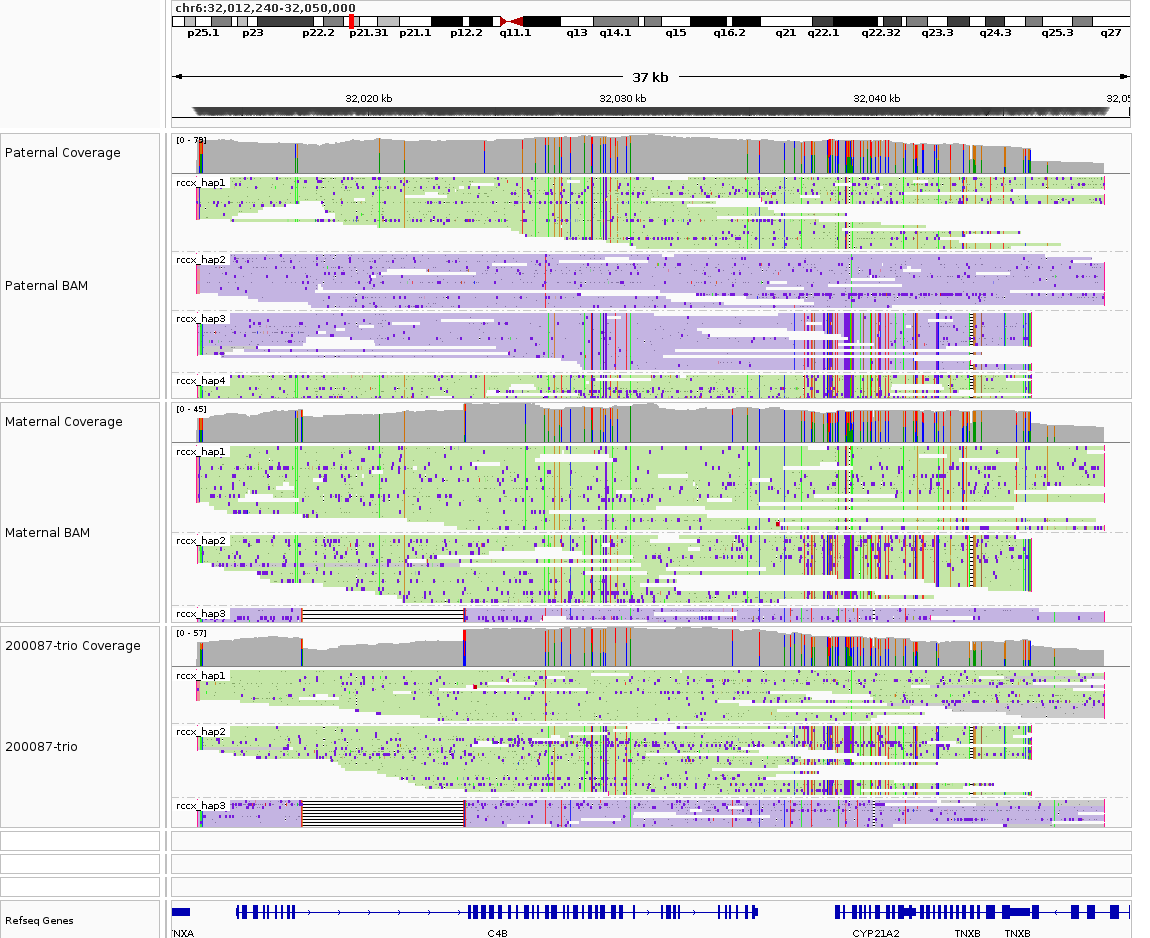 chr6:32,012,240-32,050,000
p25.1 p23 p22.2 p21.31 p21.1 p12.2 q11.1 q13 q14.1 q15 q16.2 q21 q22.1 q22.32 q23.3 q24.3 q25.3 q27
37 kb
32,020 kb 32,030 kb 32,040 kb 32,05
Paternal Coverage
[0 - 79]
rccx_hap1
rccx_hap2
Paternal BAM
rccx_hap3
rccx_hap4
Maternal Coverage
[0 - 45]
rccx_hap1
Maternal BAM
rccx_hap2
rccx_hap3
200087-trio Coverage
[0 - 57]
rccx_hap1
rccx_hap2
200087-trio
rccx_hap3
Refseq Genes
NXA C4B CYP21A2 TNXB TNXB